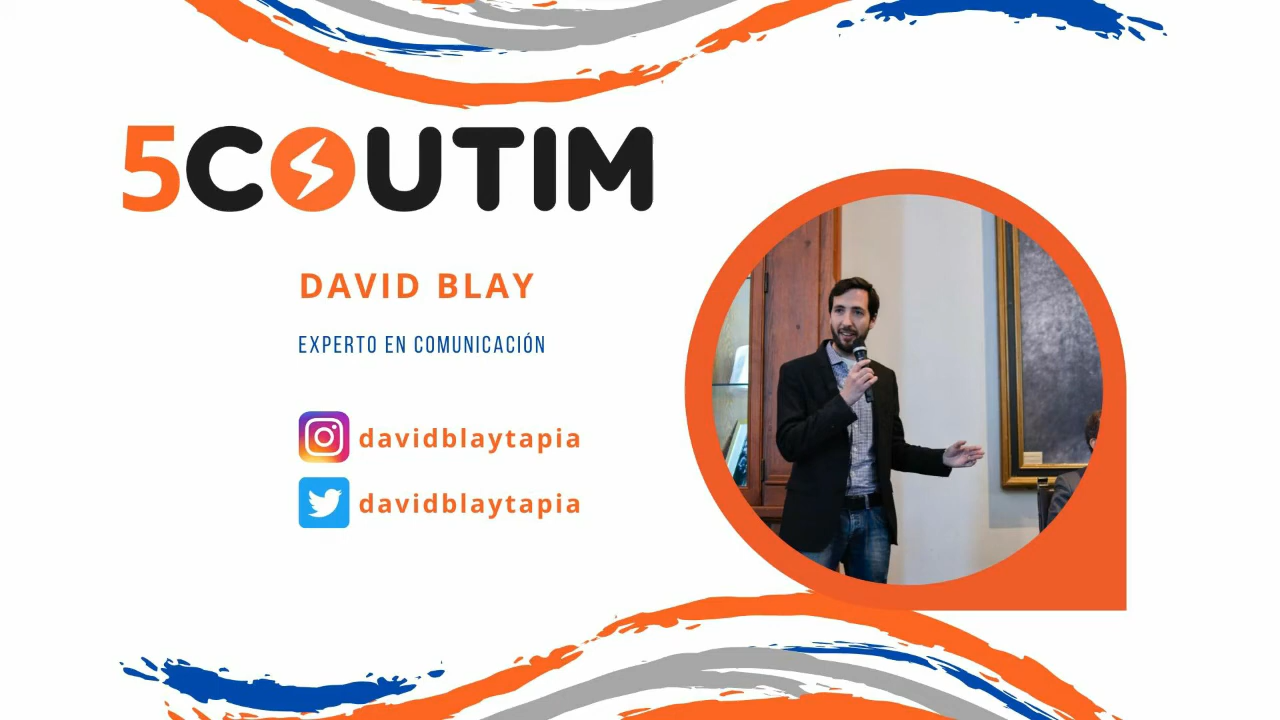 5COUTIM
DAVID BLAY
EXPERTO EN COMUNICACIÓN
davidblaytapia
davidblaytapia